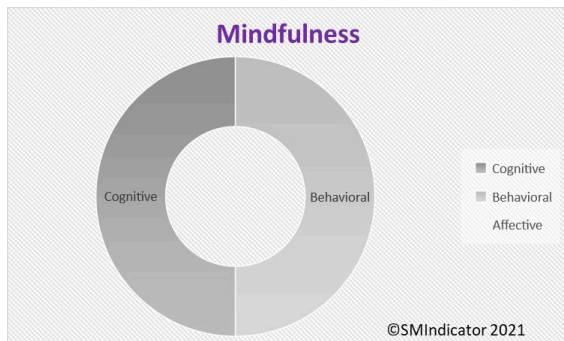 Mindfulness
Cognitive
Behavioral
Cognitive
Behavioral
Affective
©SMIndicator 2021